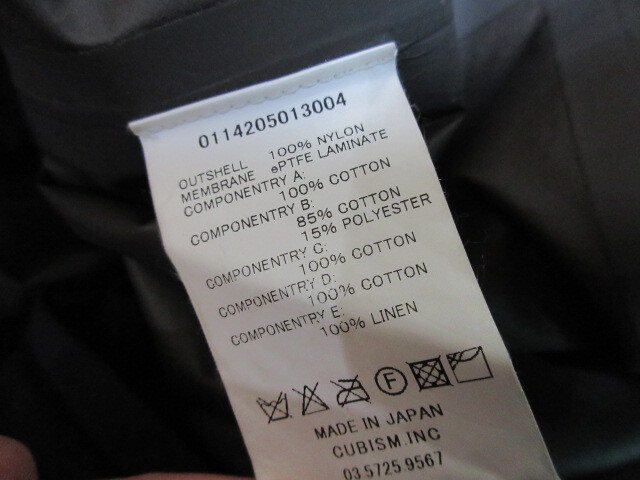 0114205013004
OUTSHELL 100% NYLON
MEMBRANE ePTFE LAMINATE
COMPONENTRY A:
100% COTTON
COMPONENTRY B:
85% COTTON
15% POLYESTER
COMPONENTRY C:
100% COTTON
COMPONENTRY D:
100% COTTON
COMPONENTRY E:
100% LINEN
F
MADE IN JAPAN
CUBISM.INC
03.5725.9567